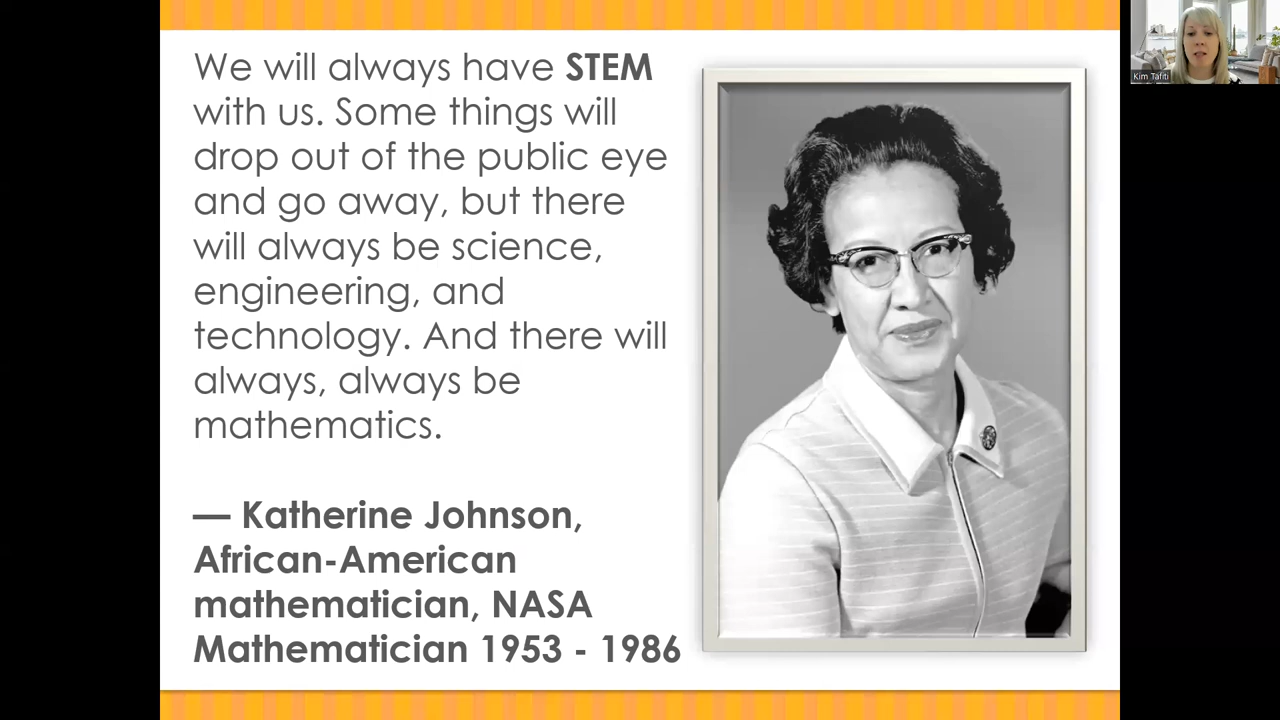 We will always have STEM
with us. Some things will
drop out of the public eye
and go away, but there
will always be science,
engineering, and
technology. And there will
always, always be
mathematics.
— Katherine Johnson,
African-American
mathematician, NASA
Mathematician 1953 - 1986
Kim Tafiti